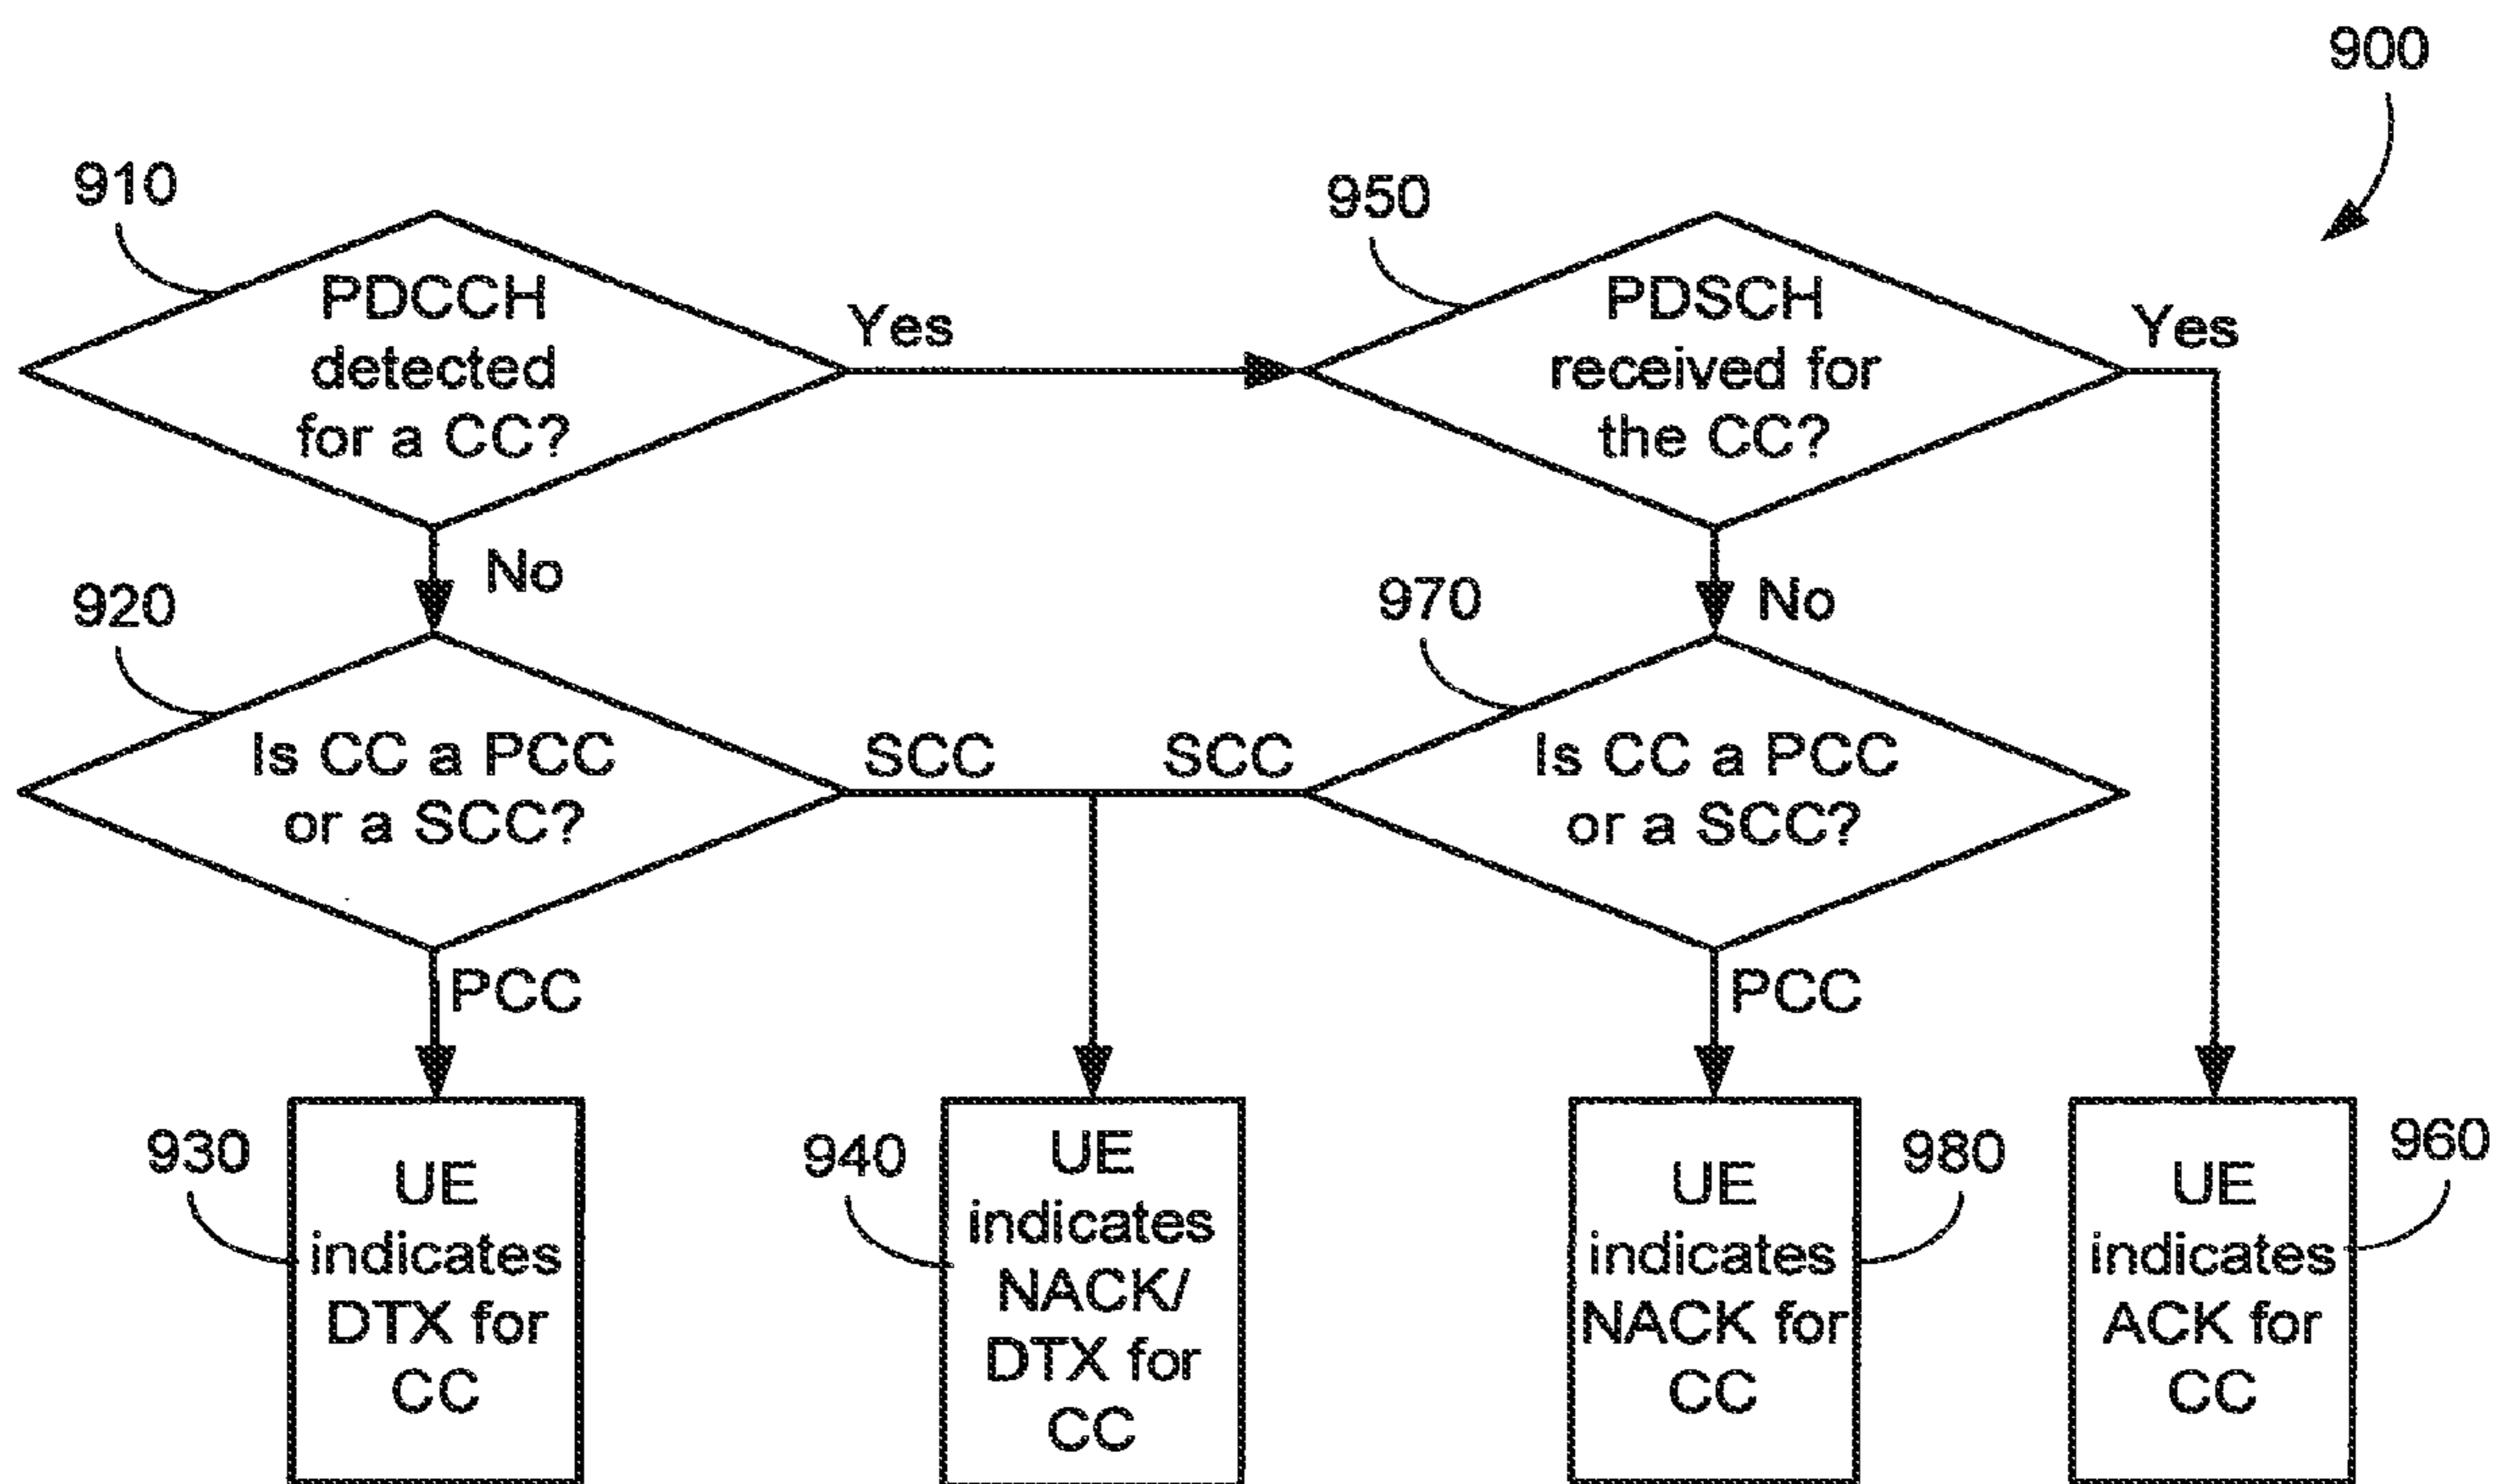 900
910
PDCCH
detected
for a CC?
Yes
950
PDSCH
received for
the CC?
Yes
No
No
920
Is CC a PCC
or a SCC?
SCC
SCC
970
Is CC a PCC
or a SCC?
PCC
PCC
930
UE
indicates
DTX for
CC
940
UE
indicates
NACK/
DTX for
CC
980
UE
indicates
NACK for
CC
960
UE
indicates
ACK for
CC